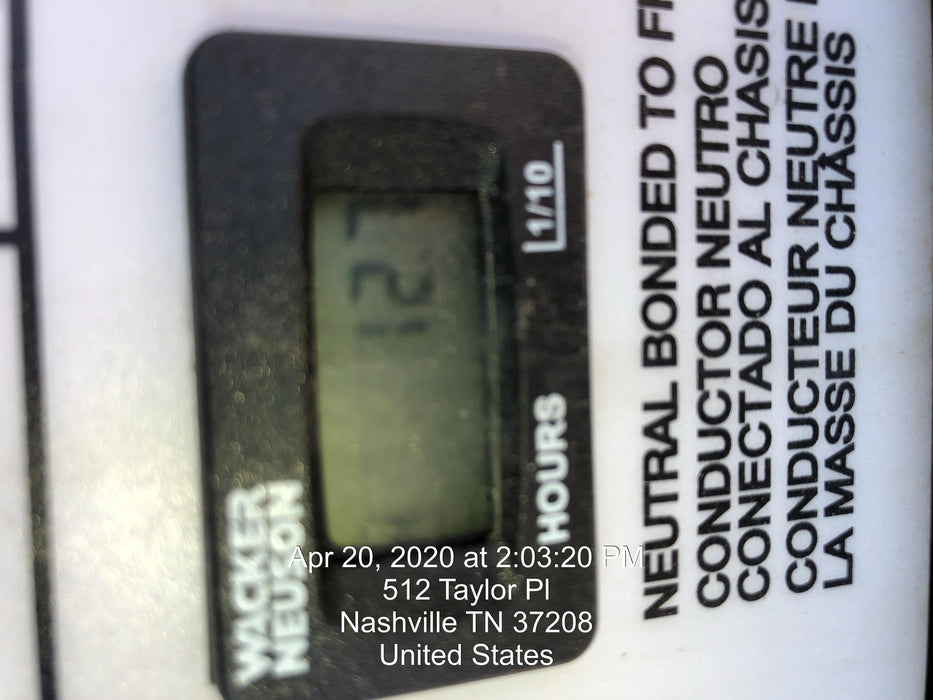 WACKER
NEUSON
127
HOURS
1/10
NEUTRAL BONDED TO
CONDUCTOR NEUTRO
CONECTADO AL CHASIS
CONDUCTEUR NEUTRE
LA MASSE DU CHÂSSIS
Apr 20, 2020 at 2:03:20 PM
512 Taylor Pl
Nashville TN 37208
United States